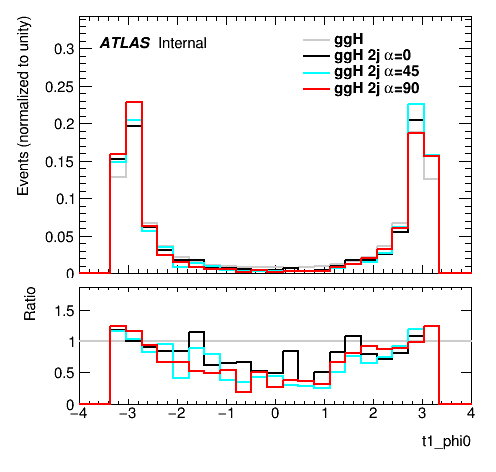 Events (normalized to unity)
0.3
0.25
0.2
0.15
0.1
0.05
0
ATLAS Internal
ggH
ggH 2j α=0
ggH 2j α=45
ggH 2j α=90
Ratio
1.5
1
0.5
0
−4 −3 −2 −1 0 1 2 3 4
t1_phi0